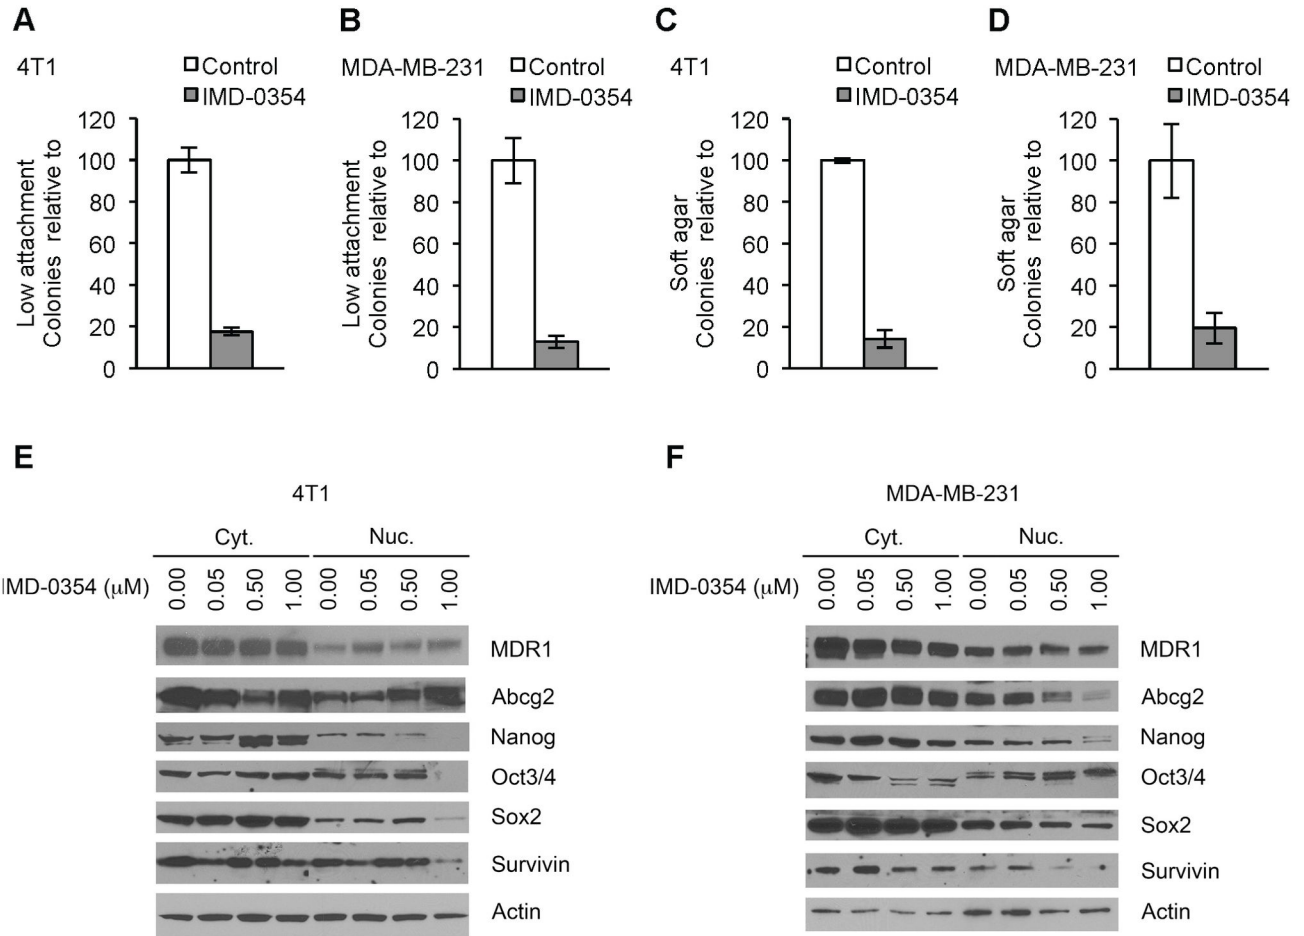 A
B
C
D
4T1
Control
IMD-0354
MDA-MB-231
Control
IMD-0354
4T1
Control
IMD-0354
MDA-MB-231
Control
IMD-0354
Low attachment
Colonies relative to
120
100
80
60
40
20
0
Low attachment
Colonies relative to
120
100
80
60
40
20
0
Soft agar
Colonies relative to
120
100
80
60
40
20
0
Soft agar
Colonies relative to
120
100
80
60
40
20
0
E
4T1
Cyt. Nuc.
IMD-0354 (µM) 0.00 0.05 0.50 1.00 0.00 0.05 0.50 1.00
MDR1
Abcg2
Nanog
Oct3/4
Sox2
Survivin
Actin
F
MDA-MB-231
Cyt. Nuc.
IMD-0354 (µM) 0.00 0.05 0.50 1.00 0.00 0.05 0.50 1.00
MDR1
Abcg2
Nanog
Oct3/4
Sox2
Survivin
Actin